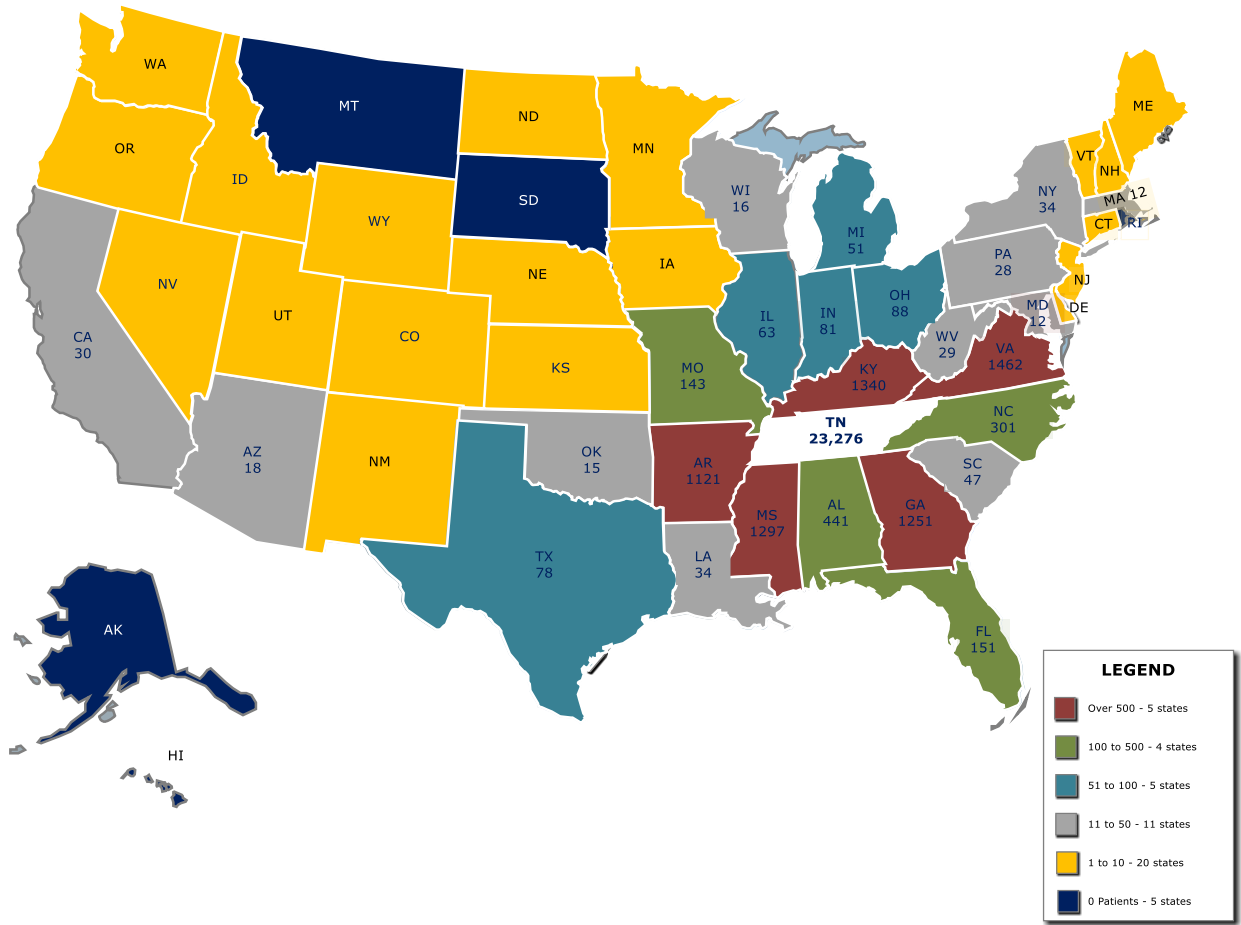 WA
MT
ND
MN
ME
OR
ID
SD
WI
16
VT
NH
NY
34
MA 12
CT
RI
WY
MI
51
PA
28
NV
NE
IA
NJ
UT
CO
IL
63
IN
81
OH
88
MD
12
DE
CA
30
KS
MO
143
WV
29
VA
1462
KY
1340
AZ
18
NM
OK
15
AR
1121
TN
23,276
NC
301
SC
47
TX
78
LA
34
MS
1297
AL
441
GA
1251
FL
151
AK
HI
LEGEND
Over 500 - 5 states
100 to 500 - 4 states
51 to 100 - 5 states
11 to 50 - 11 states
1 to 10 - 20 states
0 Patients - 5 states